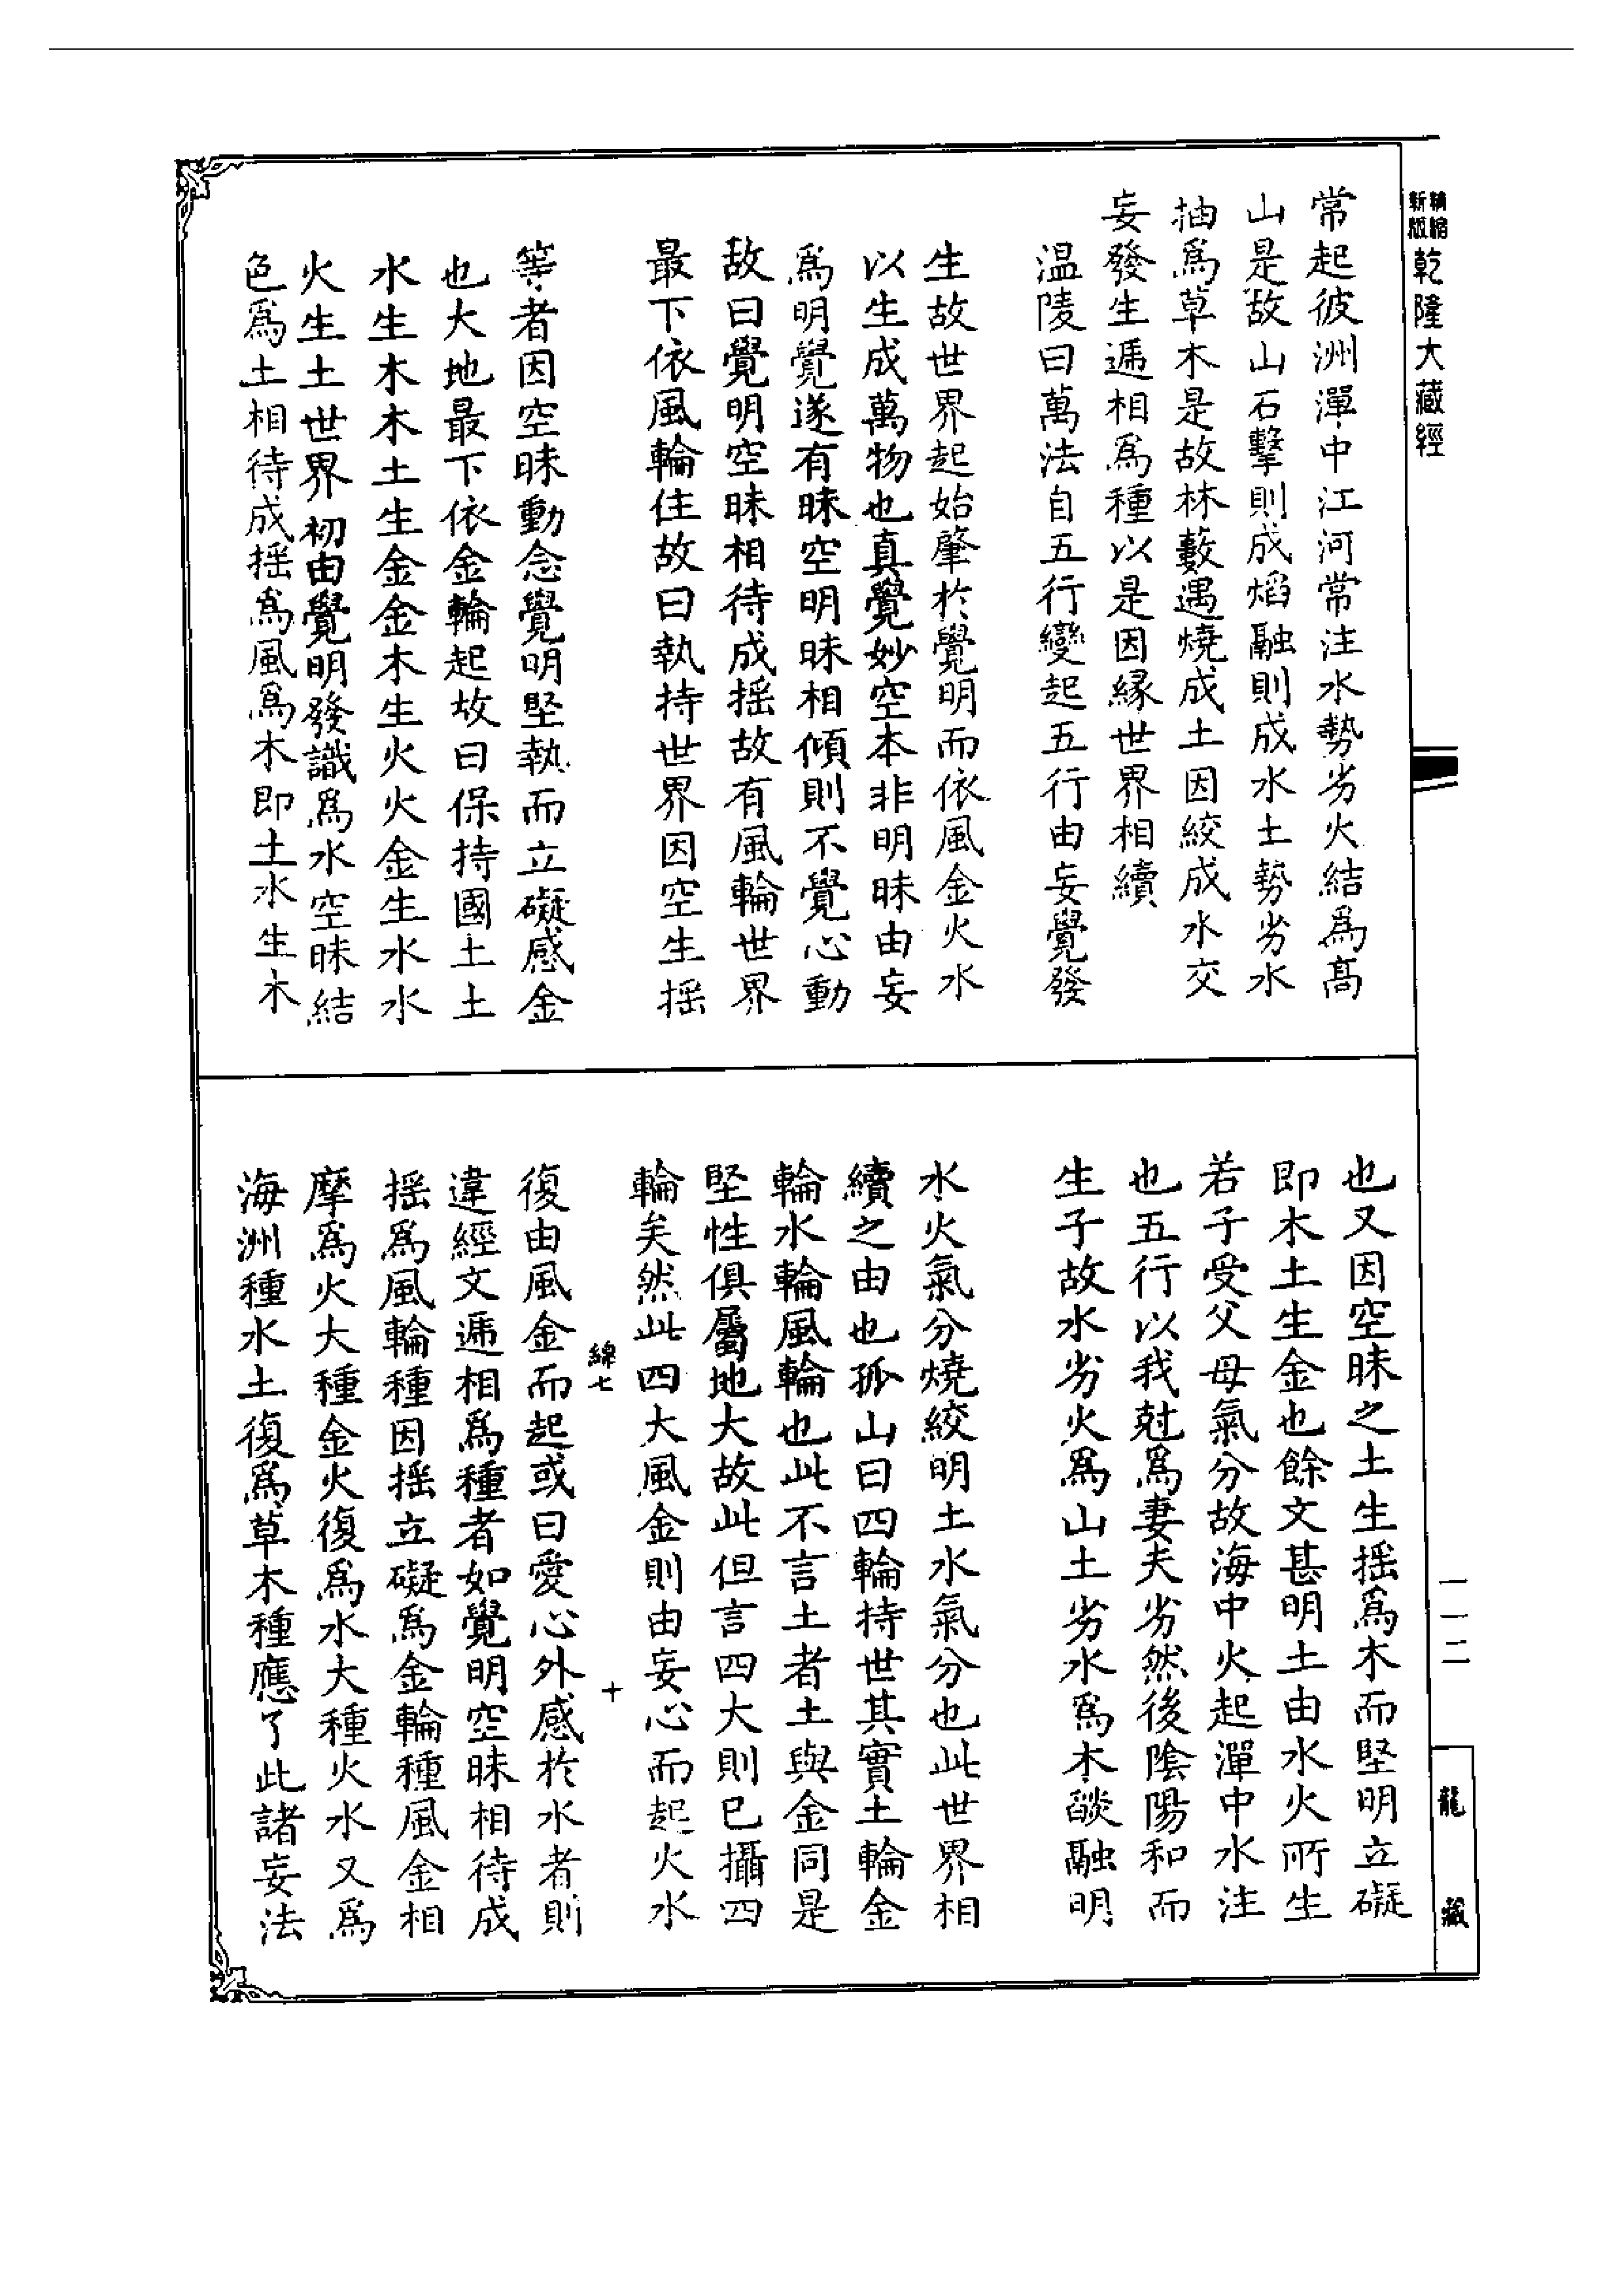 精縮
新版
乾隆大藏經
常起彼洲潬中江河常注水勢劣火結爲高
山是故山石擊則成熖融則成水土勢劣水
抽爲草木是故林藪遇燒成土因絞成水交
妄發生遞相爲種以是因緣世界相續
温陵曰萬法自五行變起五行由妄覺發
生故世界起始肇於覺明而依風金火水
以生成萬物也真覺妙空本非明昧由妄
爲明覺遂有昧空明昧相傾則不覺心動
故曰覺明空昧相待成揺故有風輪世界
最下依風輪住故曰執持世界因空生揺
等者因空昧動念覺明堅執而立礙感金
也大地最下依金輪起故曰保持國土土
水生木木土生金金木生火火金生水水
火生土世界初由覺明發識爲水空昧結
色爲土相待成揺爲風爲木即土水生木
也又因空昧之土生揺爲木而堅明立礙
即木土生金也餘文甚明土由水火所生
若子受父母氣分故海中火起潬中水注
也五行以我尅爲妻夫劣然後陰陽和而
生子故水劣火爲山土劣水爲木燄融明
水火氣分燒絞明土水氣分也此世界相
續之由也孤山曰四輪持世其實土輪金
輪水輪風輪也此不言土者土與金同是
堅性俱屬地大故此但言四大則已攝四
輪矣然此四大風金則由妄心而起火水
綿七
十
復由風金而起或曰愛心外感於水者則
違經文遞相爲種者如覺明空昧相待成
揺爲風輪種因揺立礙爲金輪種風金相
摩爲火大種金火復爲水大種火水又爲
海洲種水土復爲草木種應了此諸妄法
一一二
龍
藏